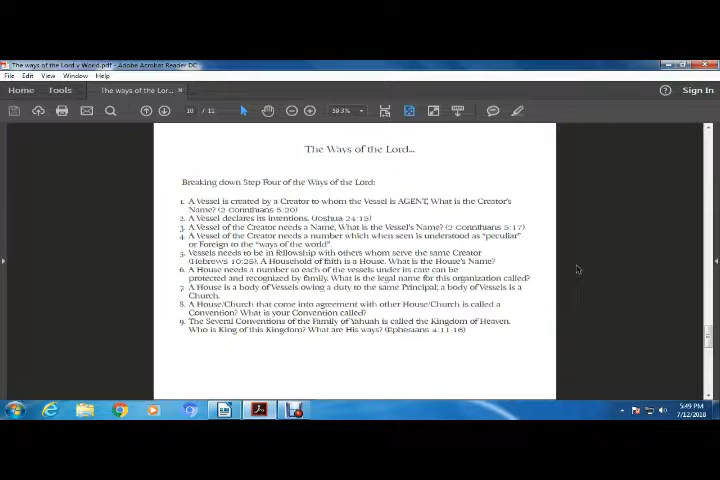 The ways of the Lord v World.pdf - Adobe Acrobat Reader DC
File Edit View Window Help
Home Tools The ways of the Lor... × Sign In
10 / 11 59.3%
The Ways of the Lord...
Breaking down Step Four of the Ways of the Lord:
1. A Vessel is created by a Creator to whom the Vessel is AGENT, What is the Creator's
Name? (2 Corinthians 5:20)
2. A Vessel declares its intentions. (Joshua 24:15)
3. A Vessel of the Creator needs a Name, What is the Vessel's Name? (2 Corinthians 5:17)
4. A Vessel of the Creator needs a number which when seen is understood as "peculiar"
or Foreign to the "ways of the world".
5. Vessels needs to be in fellowship with others whom serve the same Creator
(Hebrews 10:25). A Household of faith is a House. What is the House's Name?
6. A House needs a number so each of the vessels under its care can be
protected and recognized by family. What is the legal name for this organization called?
7. A House is a body of Vessels owing a duty to the same Principal; a body of Vessels is a
Church.
8. A House/Church that come into agreement with other House/Church is called a
Convention? What is your Convention called?
9. The Several Conventions of the Family of Yahuah is called the Kingdom of Heaven.
Who is King of this Kingdom? What are His ways? (Ephesians 4:11-16)
5:49 PM
7/12/2018